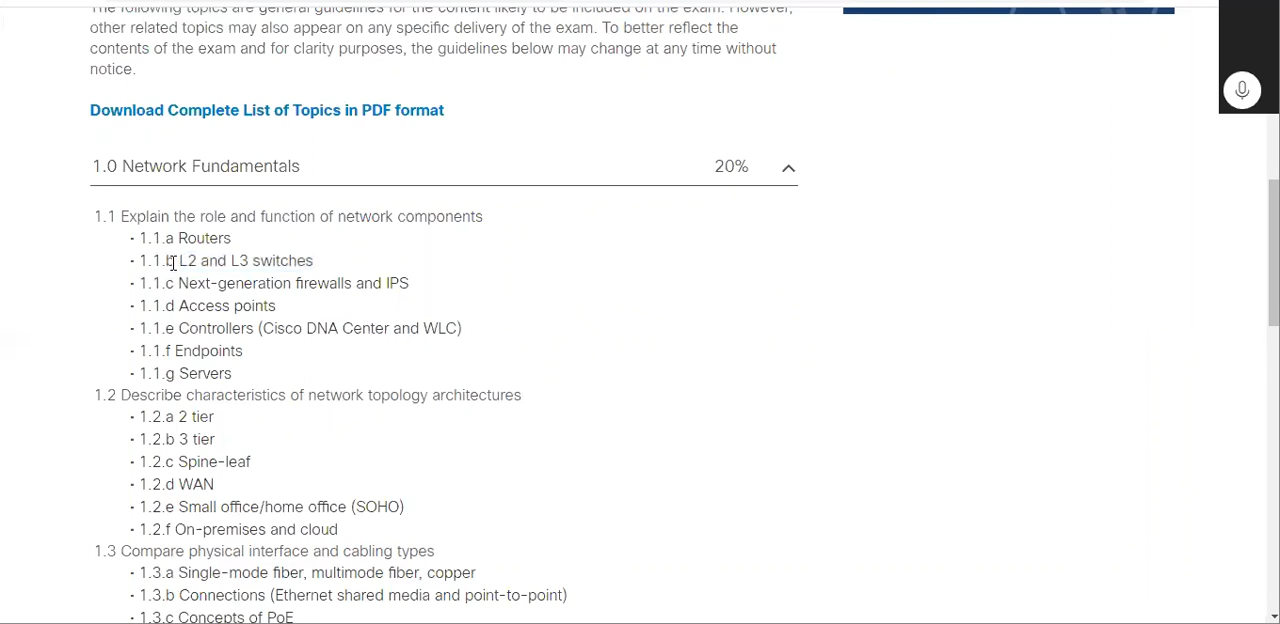 The following topics are general guidelines for the content likely to be included on the exam. However,
other related topics may also appear on any specific delivery of the exam. To better reflect the
contents of the exam and for clarity purposes, the guidelines below may change at any time without
notice.
Download Complete List of Topics in PDF format
1.0 Network Fundamentals 20%
1.1 Explain the role and function of network components
· 1.1.a Routers
· 1.1.b L2 and L3 switches
· 1.1.c Next-generation firewalls and IPS
· 1.1.d Access points
· 1.1.e Controllers (Cisco DNA Center and WLC)
· 1.1.f Endpoints
· 1.1.g Servers
1.2 Describe characteristics of network topology architectures
· 1.2.a 2 tier
· 1.2.b 3 tier
· 1.2.c Spine-leaf
· 1.2.d WAN
· 1.2.e Small office/home office (SOHO)
· 1.2.f On-premises and cloud
1.3 Compare physical interface and cabling types
· 1.3.a Single-mode fiber, multimode fiber, copper
· 1.3.b Connections (Ethernet shared media and point-to-point)
· 1.3.c Concepts of PoE